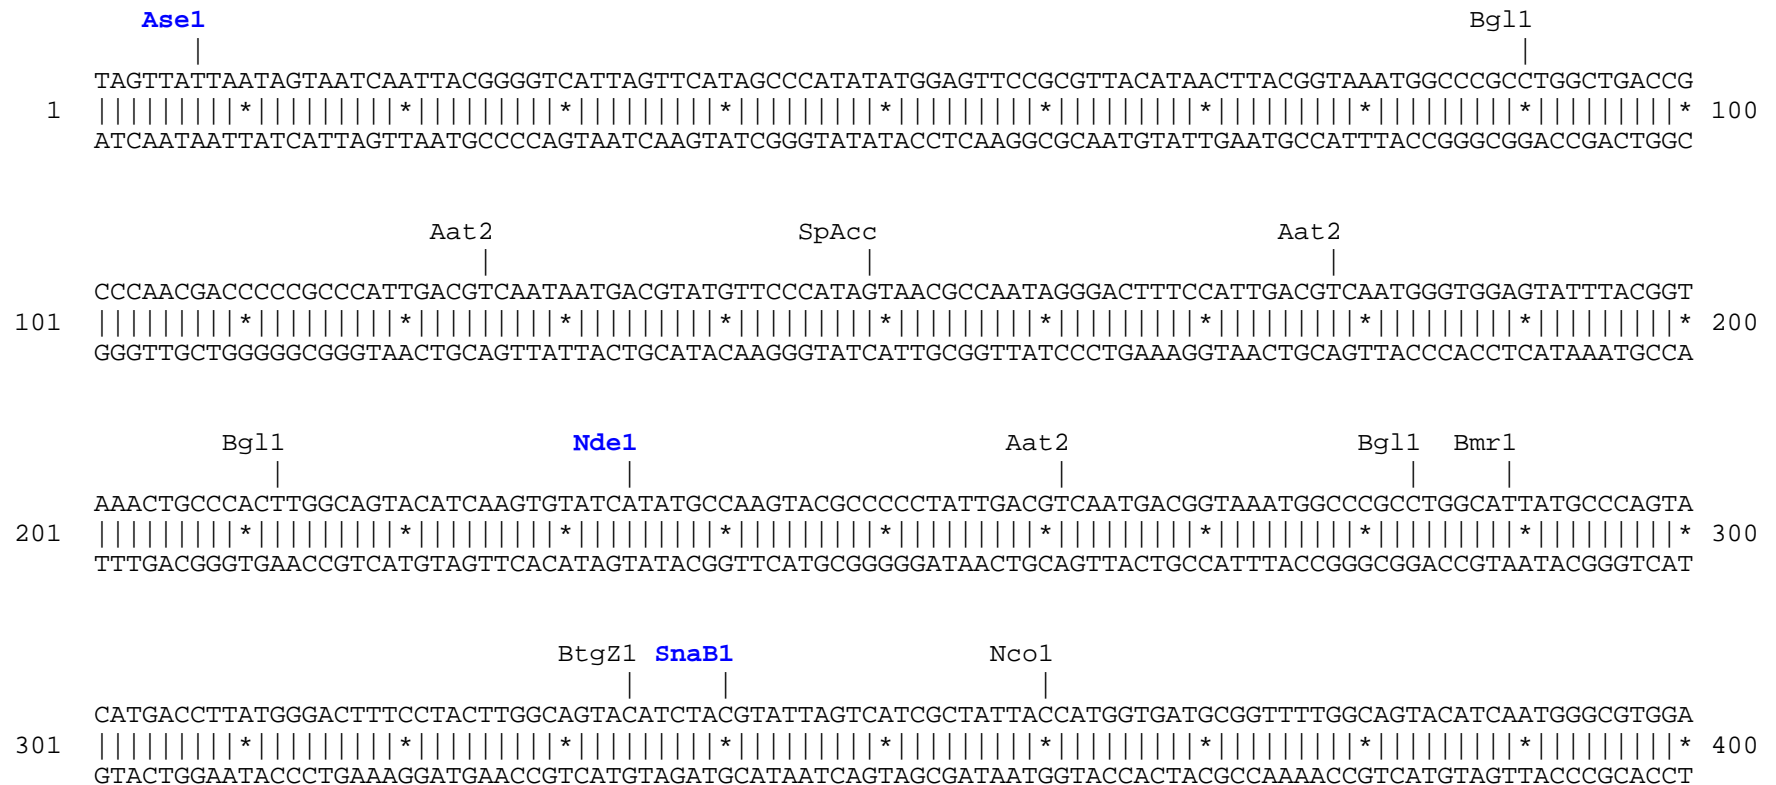 Ase1 Bgl1
TAGTTATTAATAGTAATCAATTACGGGGTCATTAGTTCATAGCCCATATATGGAGTTCCGCGTTACATAACTTACGGTAAATGGCCCGCCTGGCTGACCG
1 |||||||||*|||||||||*|||||||||*|||||||||*|||||||||*|||||||||*|||||||||*|||||||||*|||||||||*|||||||||* 100
ATCAATAATTATCATTAGTTAATGCCCCAGTAATCAAGTATCGGGTATATACCTCAAGGCGCAATGTATTGAATGCCATTTACCGGGCGGACCGACTGGC
Aat2 SpAcc Aat2
CCCAACGACCCCCGCCCATTGACGTCAATAATGACGTATGTTCCCATAGTAACGCCAATAGGGACTTTCCATTGACGTCAATGGGTGGAGTATTTACGGT
101 |||||||||*|||||||||*|||||||||*|||||||||*|||||||||*|||||||||*|||||||||*|||||||||*|||||||||*|||||||||* 200
GGGTTGCTGGGGGCGGGTAACTGCAGTTATTACTGCATACAAGGGTATCATTGCGGTTATCCCTGAAAGGTAACTGCAGTTACCCACCTCATAAATGCCA
Bgl1 Nde1 Aat2 Bgl1 Bmr1
AAACTGCCCACTTGGCAGTACATCAAGTGTATCATATGCCAAGTACGCCCCCTATTGACGTCAATGACGGTAAATGGCCCGCCTGGCATTATGCCCAGTA
201 |||||||||*|||||||||*|||||||||*|||||||||*|||||||||*|||||||||*|||||||||*|||||||||*|||||||||*|||||||||* 300
TTTGACGGGTGAACCGTCATGTAGTTCACATAGTATACGGTTCATGCGGGGGATAACTGCAGTTACTGCCATTTACCGGGCGGACCGTAATACGGGTCAT
BtgZ1 SnaB1 Nco1
CATGACCTTATGGGACTTTCCTACTTGGCAGTACATCTACGTATTAGTCATCGCTATTACCATGGTGATGCGGTTTTGGCAGTACATCAATGGGCGTGGA
301 |||||||||*|||||||||*|||||||||*|||||||||*|||||||||*|||||||||*|||||||||*|||||||||*|||||||||*|||||||||* 400
GTACTGGAATACCCTGAAAGGATGAACCGTCATGTAGATGCATAATCAGTAGCGATAATGGTACCACTACGCCAAAACCGTCATGTAGTTACCCGCACCT